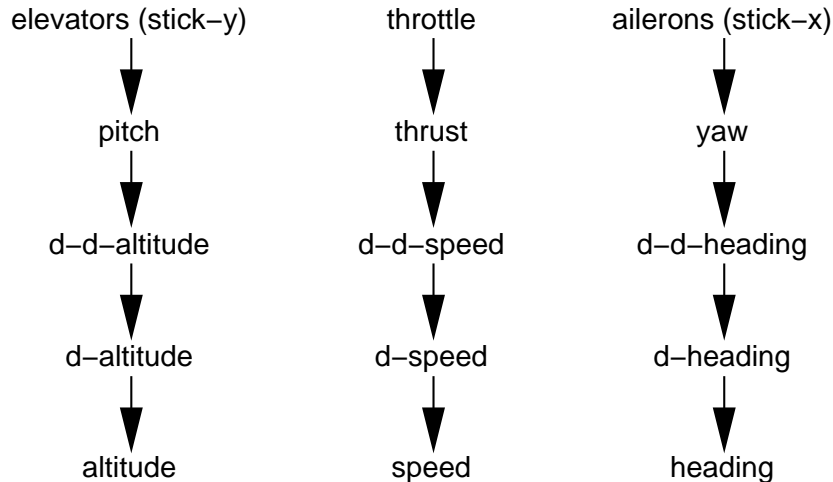 elevators (stick−y) throttle ailerons (stick−x)
pitch thrust yaw
d−d−altitude d−d−speed d−d−heading
d−altitude d−speed d−heading
altitude speed heading